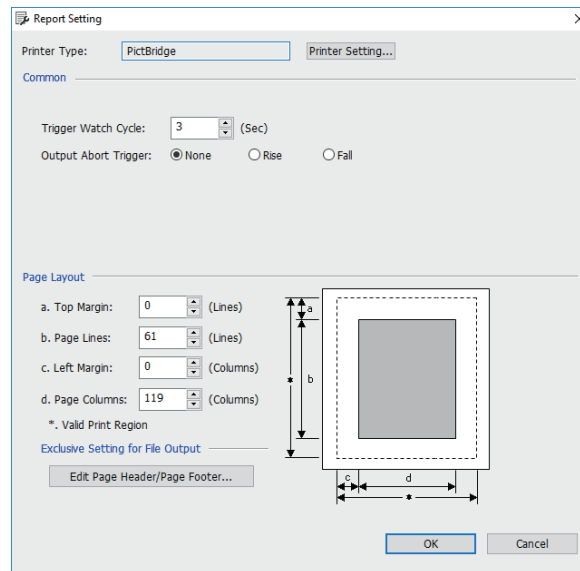 Report Setting
Printer Type: PictBridge Printer Setting...
Common
Trigger Watch Cycle: 3 (Sec)
Output Abort Trigger: None Rise Fall
Page Layout
a. Top Margin: 0 (Lines)
b. Page Lines: 61 (Lines)
c. Left Margin: 0 (Columns)
d. Page Columns: 119 (Columns)
*. Valid Print Region
Exclusive Setting for File Output
Edit Page Header/Page Footer...
a
* b
c d
*
OK Cancel